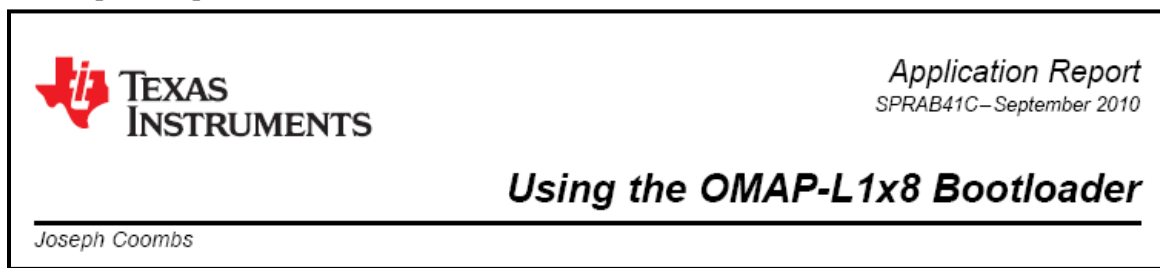 TEXAS
INSTRUMENTS
Application Report
SPRAB41C–September 2010
Using the OMAP-L1x8 Bootloader
Joseph Coombs